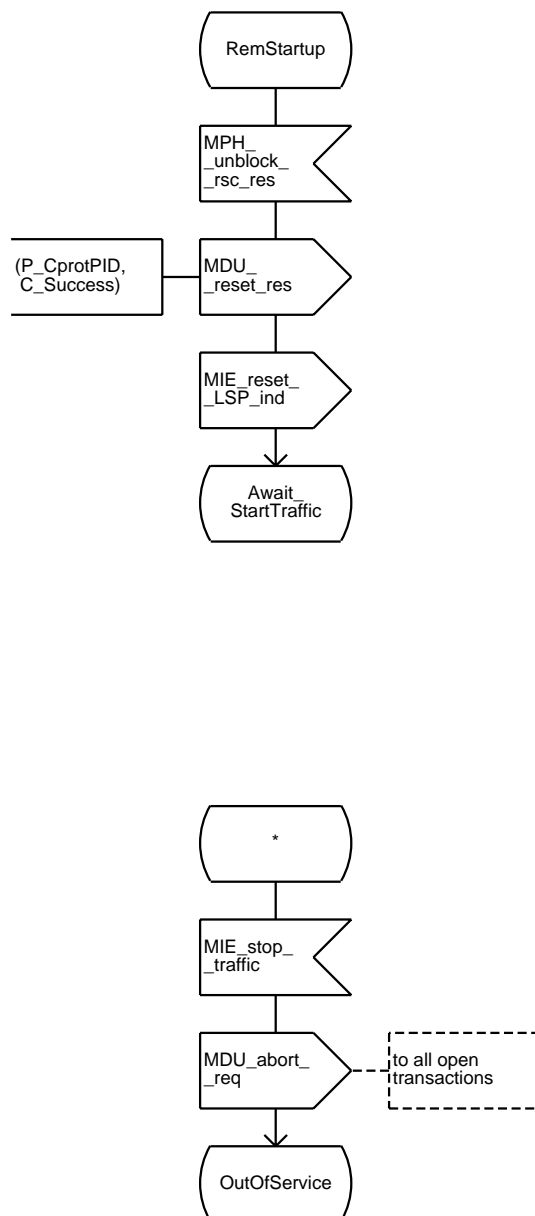 RemStartup
MPH_
_unblock_
_rsc_res
(P_CprotPID,
C_Success)
MDU_
_reset_res
MIE_reset_
_LSP_ind
Await_
StartTraffic
*
MIE_stop_
_traffic
MDU_abort_
_req
to all open
transactions
OutOfService